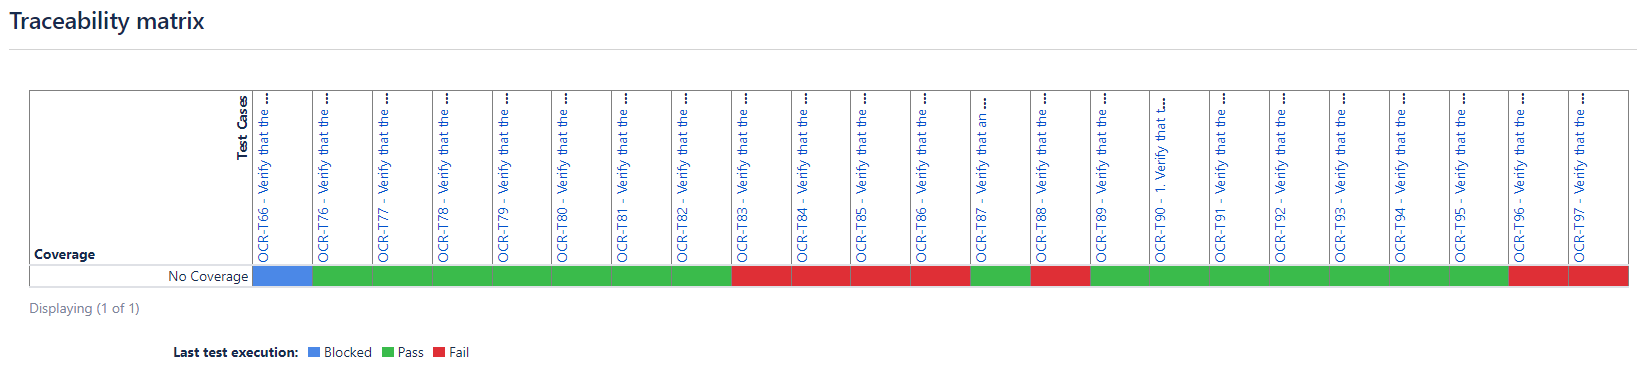 Traceability matrix
Test Cases
OCR-T66 - Verify that the ...
OCR-T76 - Verify that the ...
OCR-T77 - Verify that the ...
OCR-T78 - Verify that the ...
OCR-T79 - Verify that the ...
OCR-T80 - Verify that the ...
OCR-T81 - Verify that the ...
OCR-T82 - Verify that the ...
OCR-T83 - Verify that the ...
OCR-T84 - Verify that the ...
OCR-T85 - Verify that the ...
OCR-T86 - Verify that the ...
OCR-T87 - Verify that an ...
OCR-T88 - Verify that the ...
OCR-T89 - Verify that the ...
OCR-T90 - 1. Verify that t...
OCR-T91 - Verify that the ...
OCR-T92 - Verify that the ...
OCR-T93 - Verify that the ...
OCR-T94 - Verify that the ...
OCR-T95 - Verify that the ...
OCR-T96 - Verify that the ...
OCR-T97 - Verify that the ...
Coverage
No Coverage
Displaying (1 of 1)
Last test execution: Blocked Pass Fail